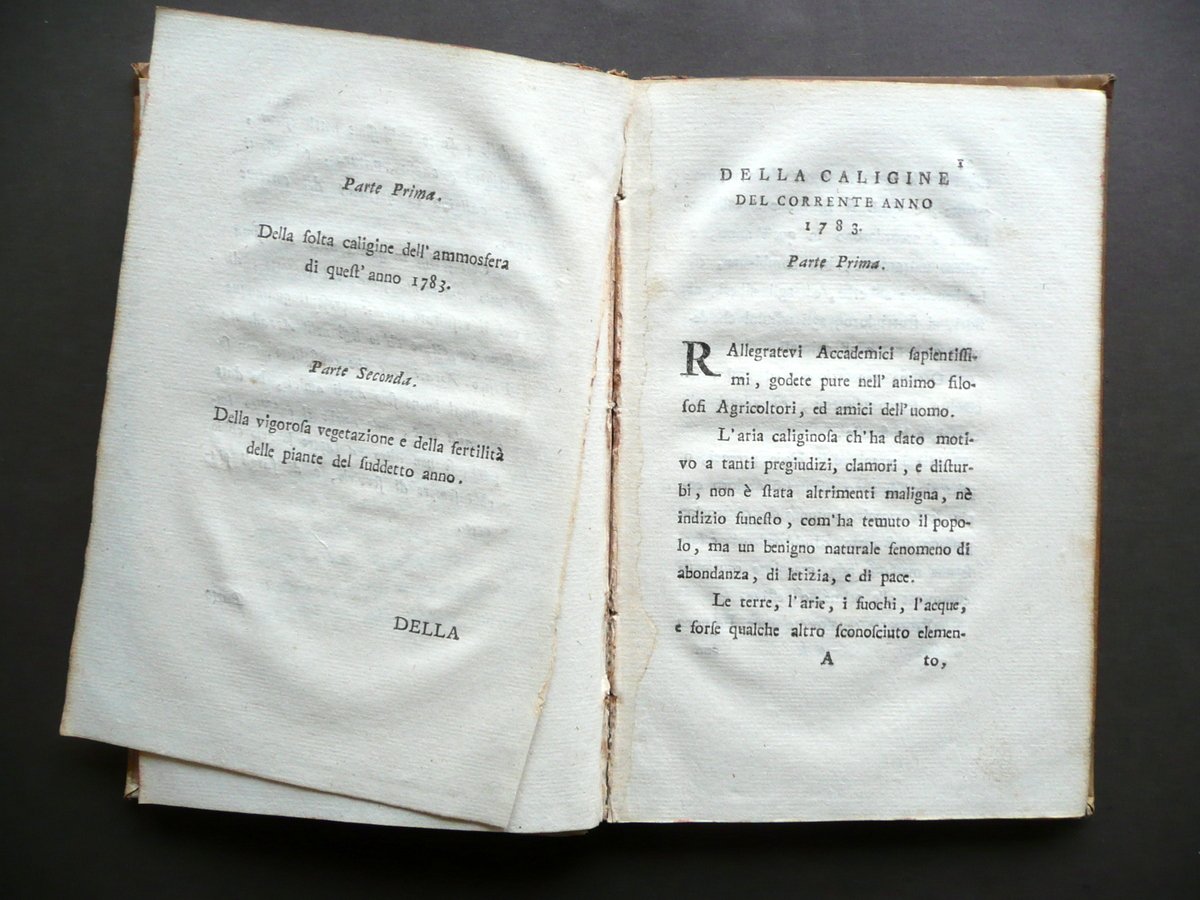 Parte Prima.
Della ſolta caligine dell'ammosfera
di queſt'anno 1783.
Parte Seconda.
Della vigoroſa vegetazione e della fertilità
delle piante del ſuddetto anno.
DELLA
1
DELLA CALIGINE
DEL CORRENTE ANNO
1783.
Parte Prima.
RAllegratevi Accademici ſapientiſſi-
mi, godete pure nell' animo filo-
ſofi Agricoltori, ed amici dell'uomo.
L'aria caliginoſa ch'ha dato moti-
vo a tanti pregiudizi, clamori, e diſtur-
bi, non è ſtata altrimenti maligna, nè
indizio funeſto, com'ha temuto il popo-
lo, ma un benigno naturale fenomeno di
abondanza, di letizia, e di pace.
Le terre, l'arie, i fuochi, l'acque,
e forſe qualche altro ſconoſciuto elemen-
A to,